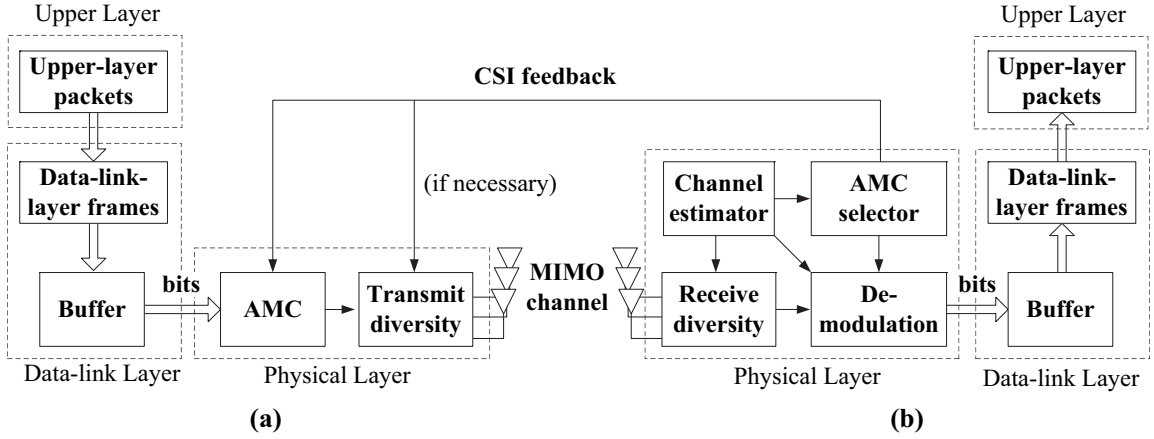 Upper Layer
Upper-layer
packets
Data-link-
layer frames
Buffer
Data-link Layer
bits
AMC
Transmit
diversity
Physical Layer
(a)
CSI feedback
(if necessary)
MIMO
channel
Channel
estimator
AMC
selector
Receive
diversity
De-
modulation
Physical Layer
bits
Upper Layer
Upper-layer
packets
Data-link-
layer frames
Buffer
Data-link Layer
(b)